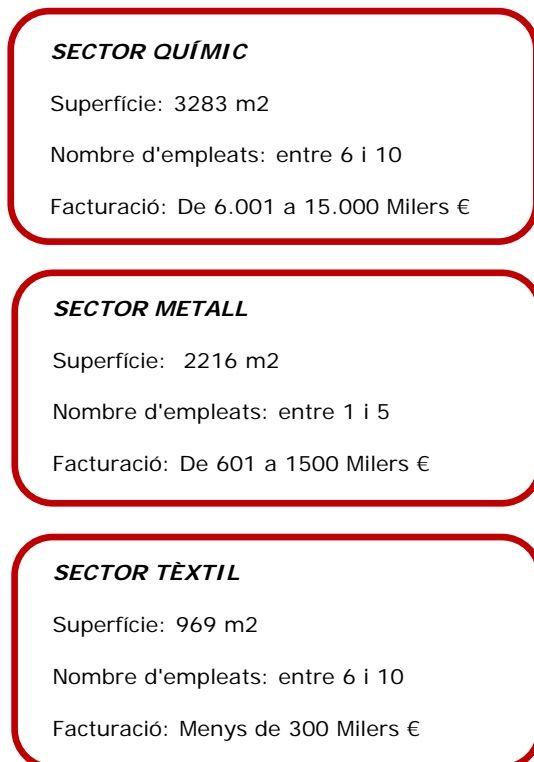 SECTOR QUÍMIC
Superfície: 3283 m2
Nombre d'empleats: entre 6 i 10
Facturació: De 6.001 a 15.000 Milers €
SECTOR METALL
Superfície: 2216 m2
Nombre d'empleats: entre 1 i 5
Facturació: De 601 a 1500 Milers €
SECTOR TÈXTIL
Superfície: 969 m2
Nombre d'empleats: entre 6 i 10
Facturació: Menys de 300 Milers €